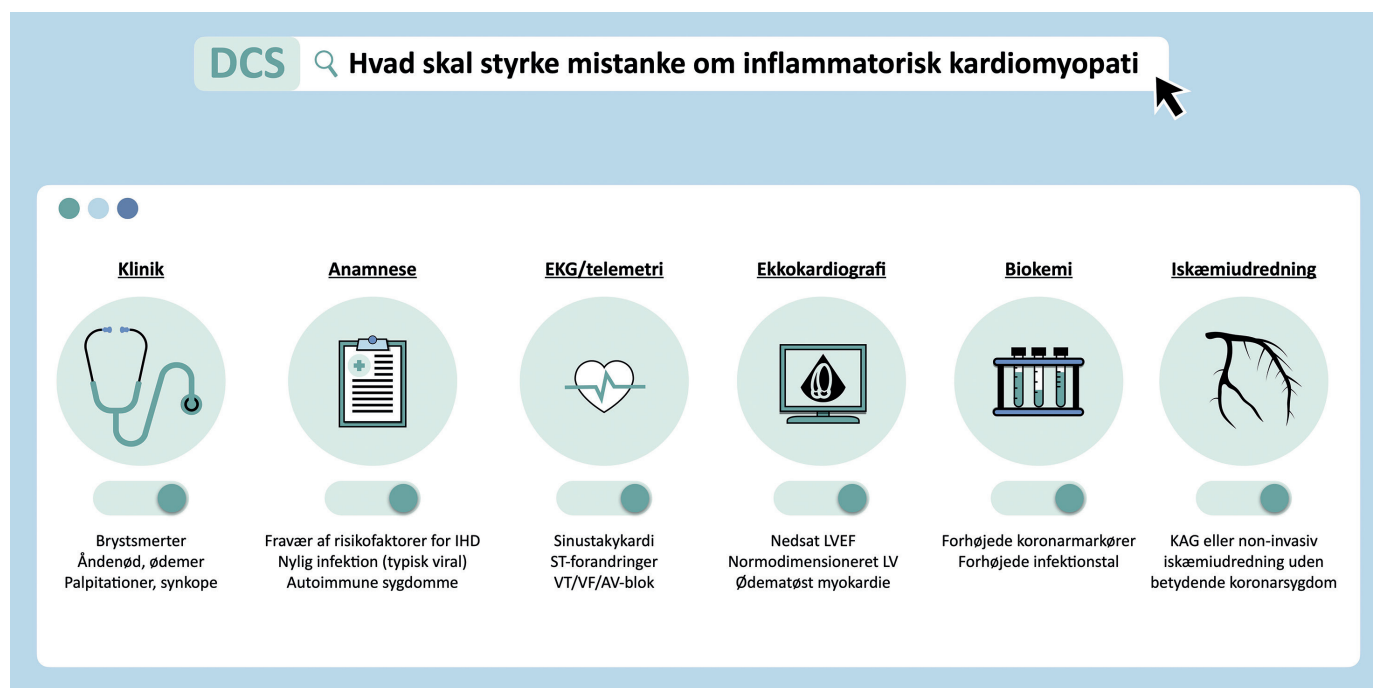 DCS Hvad skal styrke mistanke om inflammatorisk kardiomyopati
Klinik
Brystsmerter
Åndenød, ødemer
Palpitationer, synkope
Anamnese
Fravær af risikofaktorer for IHD
Nylig infektion (typisk viral)
Autoimmune sygdomme
EKG/telemetri
Sinustakykardi
ST-forandringer
VT/VF/AV-blok
Ekkokardiografi
Nedsat LVEF
Normodimensioneret LV
Ødematøst myokardie
Biokemi
Forhøjede koronarmarkører
Forhøjede infektionstal
Iskæmiudredning
KAG eller non-invasiv
iskæmiudredning uden
betydende koronarsygdom